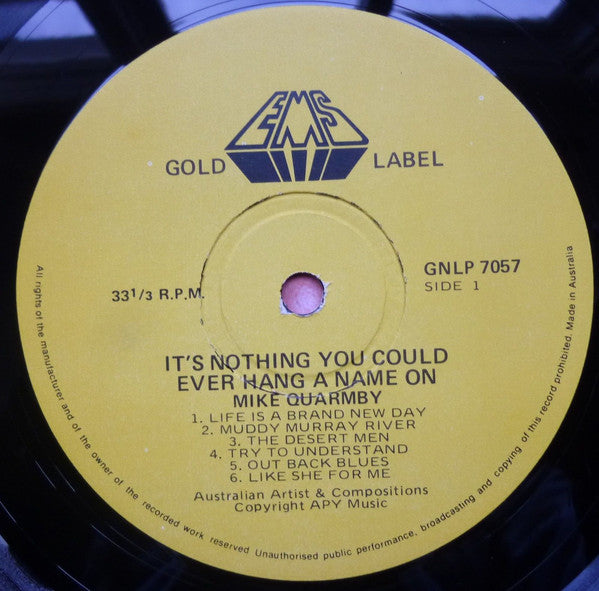 EMS
GOLD LABEL
GNLP 7057
33 1/3 R.P.M. SIDE 1
IT'S NOTHING YOU COULD
EVER HANG A NAME ON
MIKE QUARMBY
1. LIFE IS A BRAND NEW DAY
2. MUDDY MURRAY RIVER
3. THE DESERT MEN
4. TRY TO UNDERSTAND
5. OUT BACK BLUES
6. LIKE SHE FOR ME
Australian Artist & Compositions
Copyright APY Music
All rights of the manufacturer and of the owner of the recorded work reserved Unauthorised public performance, broadcasting and copying of this record prohibited. Made in Australia